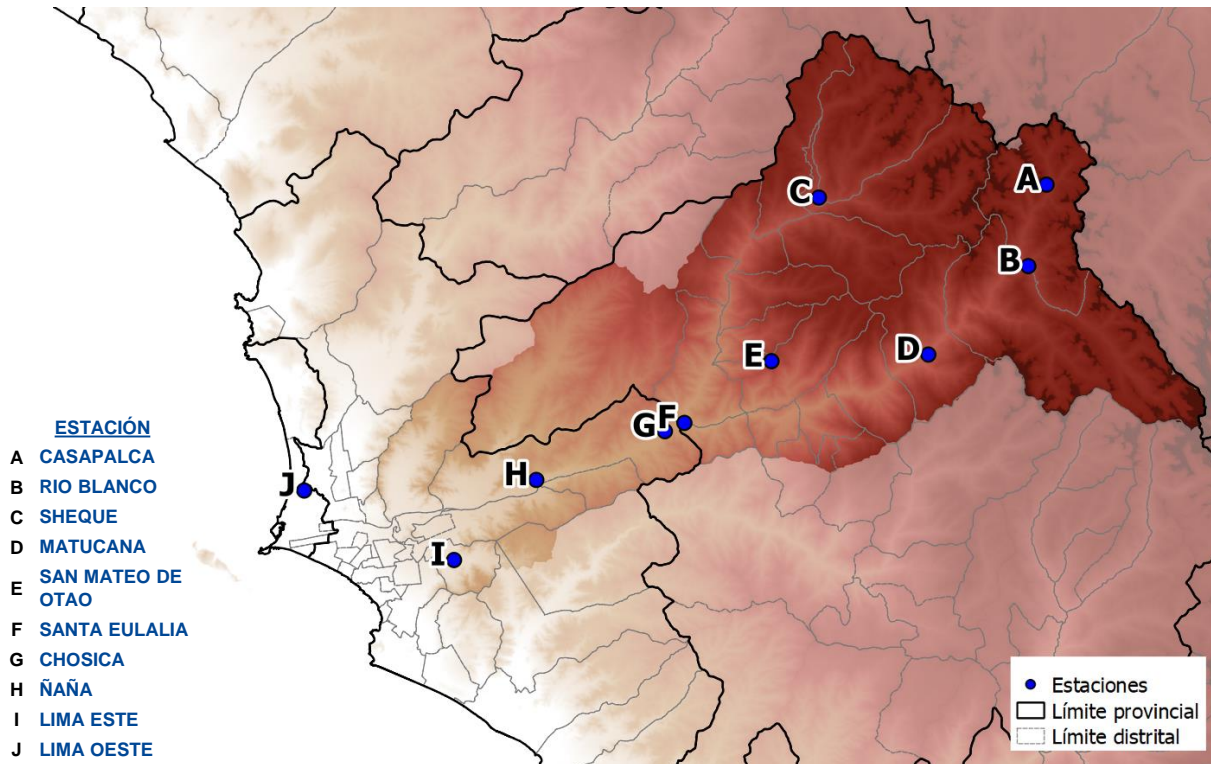 C
A
B
D
E
F
G
H
J
I
ESTACIÓN
A CASAPALCA
B RIO BLANCO
C SHEQUE
D MATUCANA
E SAN MATEO DE
OTAO
F SANTA EULALIA
G CHOSICA
H ÑAÑA
I LIMA ESTE
J LIMA OESTE
Estaciones
Límite provincial
Límite distrital